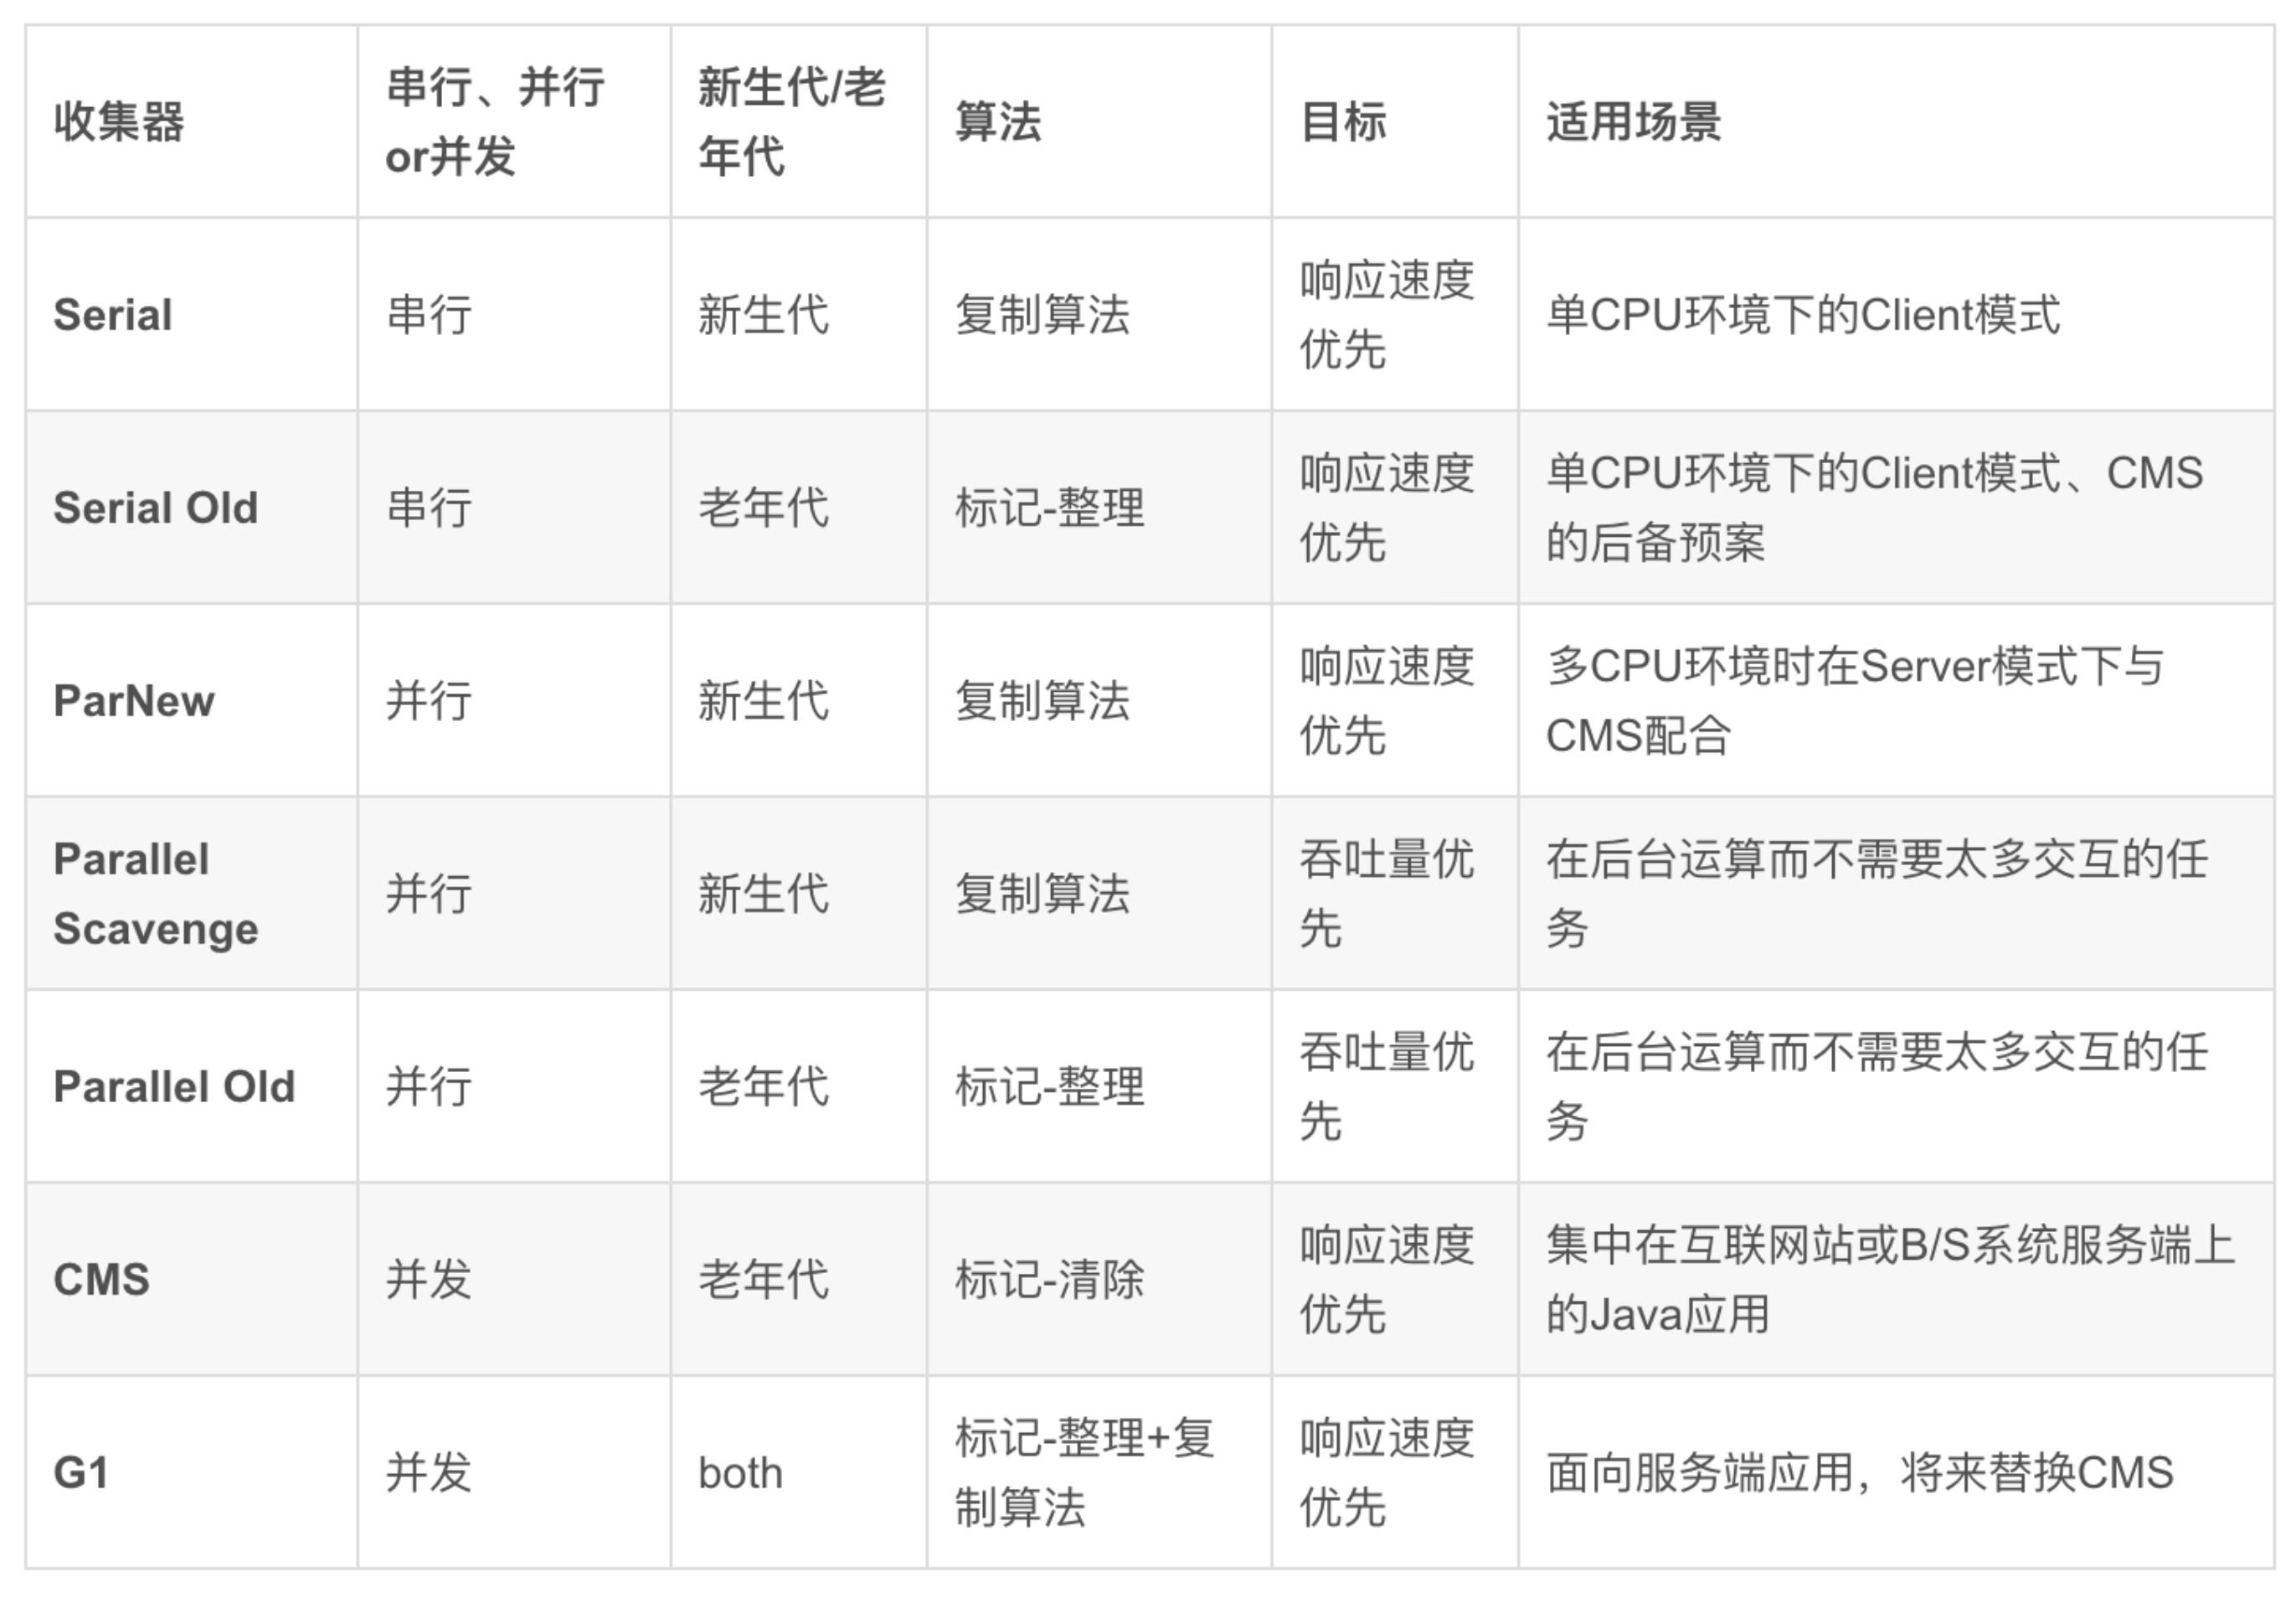 收集器
串行、并行
or并发
新生代/老
年代
算法
目标
适用场景
Serial
串行
新生代
复制算法
响应速度
优先
单CPU环境下的Client模式
Serial Old
串行
老年代
标记-整理
响应速度
优先
单CPU环境下的Client模式、CMS
的后备预案
ParNew
并行
新生代
复制算法
响应速度
优先
多CPU环境时在Server模式下与
CMS配合
Parallel
Scavenge
并行
新生代
复制算法
吞吐量优
先
在后台运算而不需要太多交互的任
务
Parallel Old
并行
老年代
标记-整理
吞吐量优
先
在后台运算而不需要太多交互的任
务
CMS
并发
老年代
标记-清除
响应速度
优先
集中在互联网站或B/S系统服务端上
的Java应用
G1
并发
both
标记-整理+复
制算法
响应速度
优先
面向服务端应用，将来替换CMS